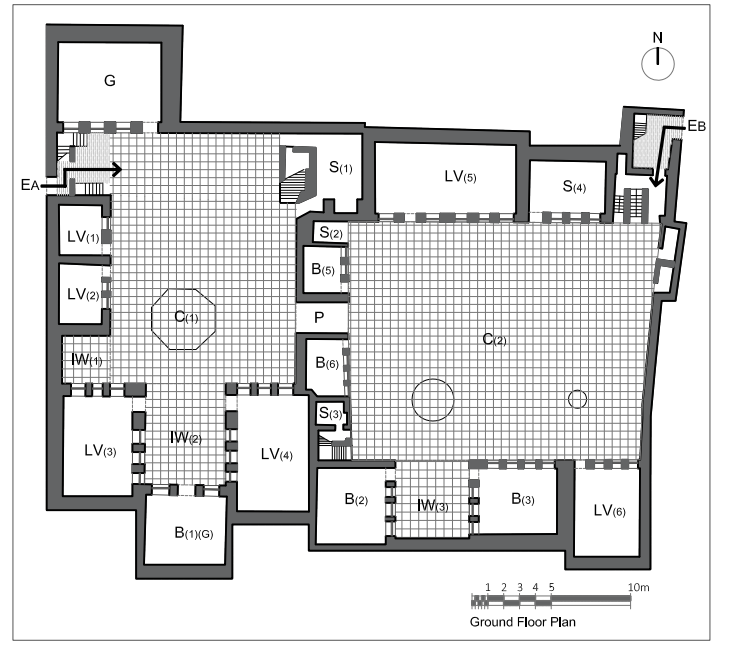 N
G
EB
S(1)
LV(5)
S(4)
EA
LV(1)
S(2)
B(5)
LV(2)
C(1)
P
C(2)
IW(1)
B(6)
S(3)
IW(2)
LV(3)
LV(4)
B(2)
IW(3)
B(3)
LV(6)
B(1)(G)
1 2 3 4 5 10m
Ground Floor Plan